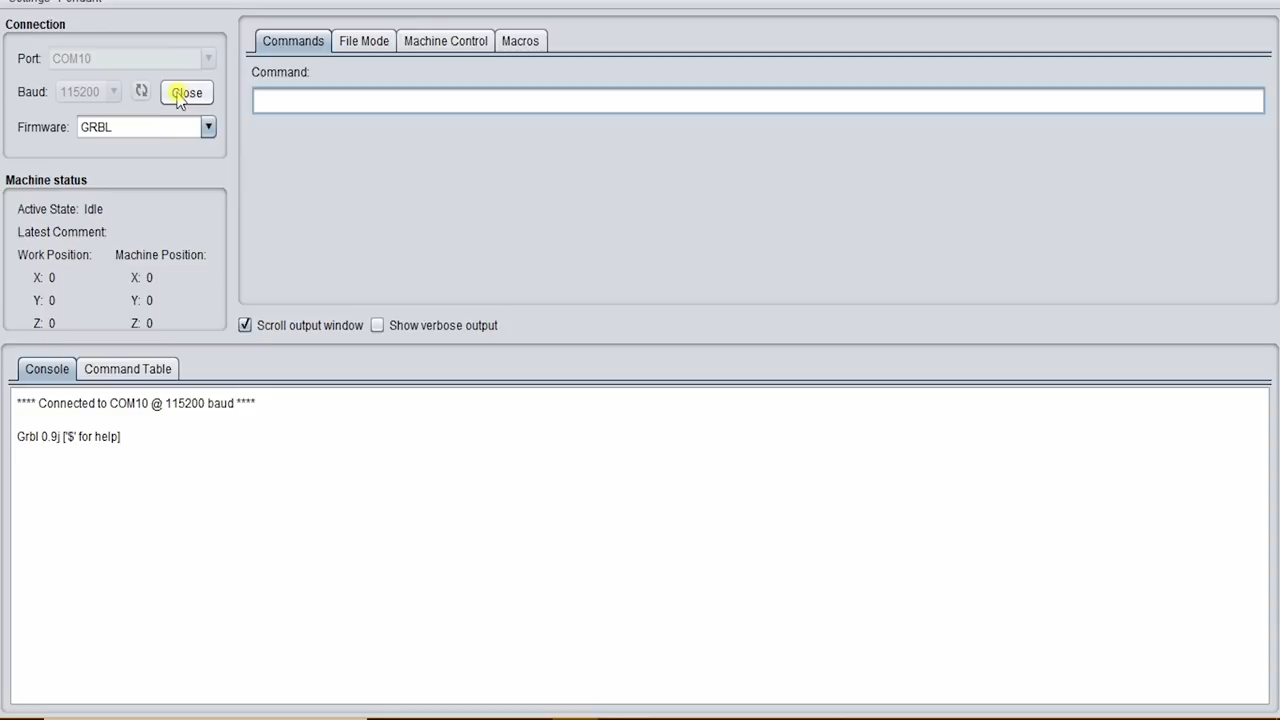 Settings Pendant
Connection
Port: COM10
Baud: 115200 Close
Firmware: GRBL
Machine status
Active State: Idle
Latest Comment:
Work Position: Machine Position:
X: 0 X: 0
Y: 0 Y: 0
Z: 0 Z: 0
Commands File Mode Machine Control Macros
Command:
Scroll output window Show verbose output
Console Command Table
**** Connected to COM10 @ 115200 baud ****
Grbl 0.9j ['$' for help]